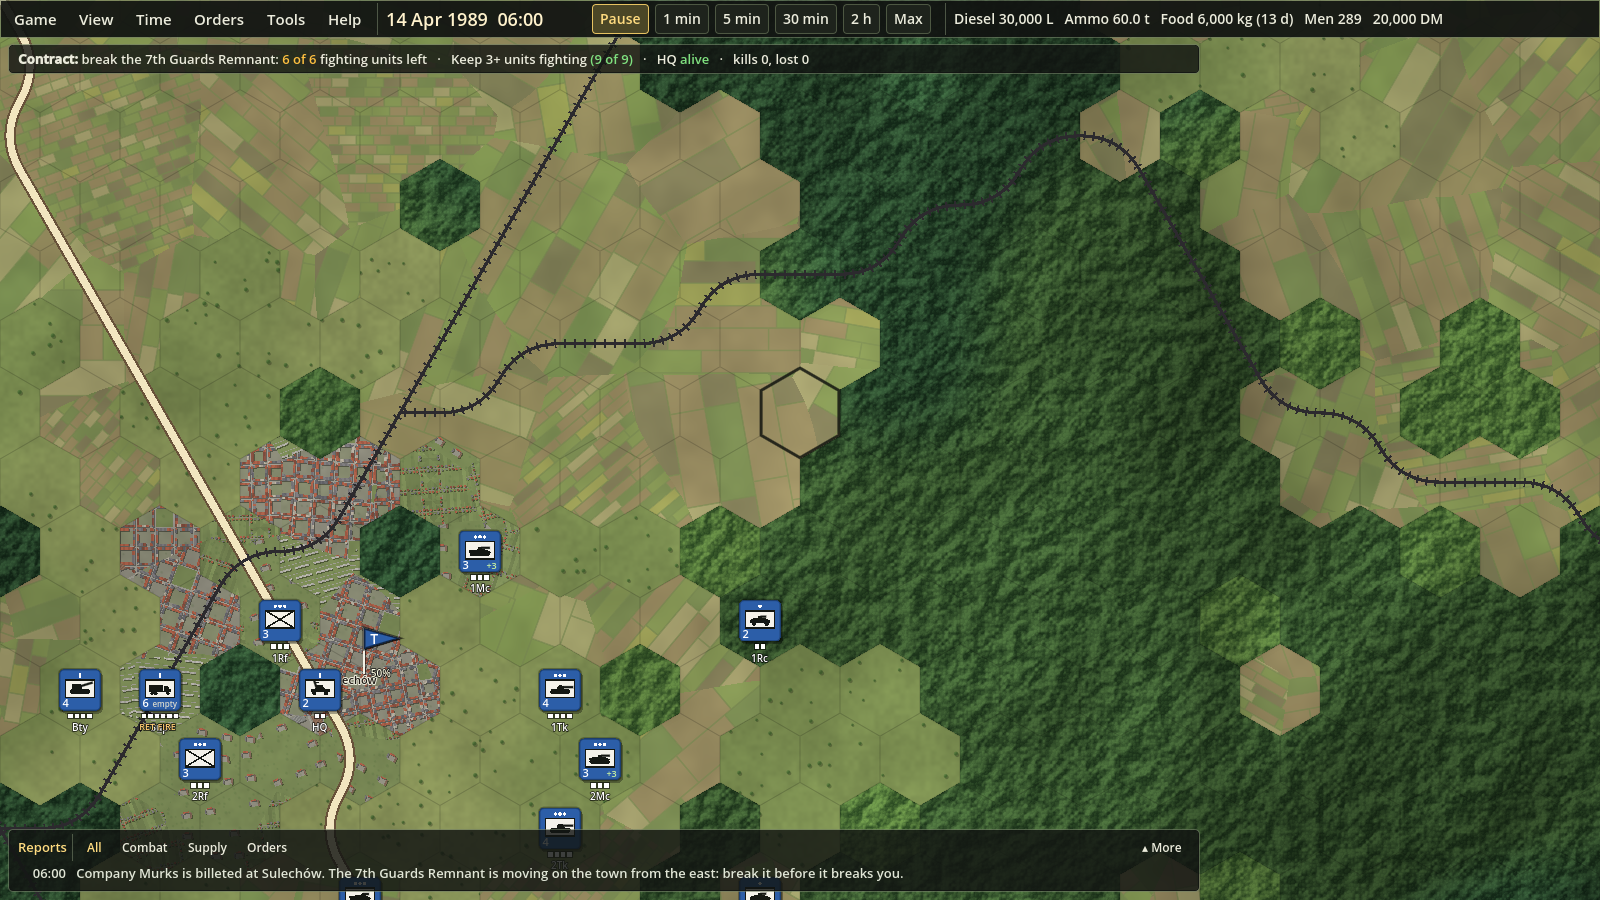 Game View Time Orders Tools Help 14 Apr 1989 06:00 Pause 1 min 5 min 30 min 2 h Max Diesel 30,000 L Ammo 60.0 t Food 6,000 kg (13 d) Men 289 20,000 DM
Contract: break the 7th Guards Remnant: 6 of 6 fighting units left · Keep 3+ units fighting (9 of 9) · HQ alive · kills 0, lost 0
3 +3
1Mc
3
1Rf
T
50%
2
1Rc
4
Bty
6 empty
2
HQ
4
1Tk
3
2Rf
3 +3
2Mc
4
Reports All Combat Supply Orders ▴ More
06:00 Company Murks is billeted at Sulechów. The 7th Guards Remnant is moving on the town from the east: break it before it breaks you.